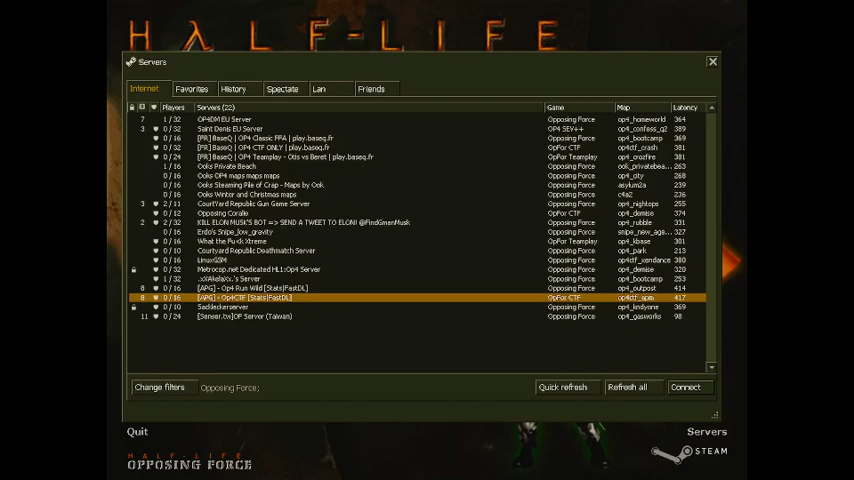 HALF-LIFE
Servers
Internet Favorites History Spectate Lan Friends
Players Servers (22) Game Map Latency
7 1 / 32 OP4DM EU Server Opposing Force op4_homeworld 364
3 0 / 32 Saint Denis EU Server OP4 SEV++ op4_confess_g2 389
0 / 16 [FR] BaseQ | OP4 Classic FFA | play.baseq.fr Opposing Force op4_bootcamp 369
0 / 32 [FR] BaseQ | OP4 CTF ONLY | play.baseq.fr OpFor CTF op4ctf_crash 381
0 / 24 [FR] BaseQ | OP4 Teamplay - Otis vs Beret | play.baseq.fr OpFor Teamplay op4_crozfire 381
1 / 16 Ooks Private Beach Opposing Force ook_privatebea... 263
0 / 16 Ooks OP4 maps maps maps Opposing Force op4_city 268
0 / 16 Ooks Steaming Pile of Crap - Maps by Ook Opposing Force asylum2a 239
0 / 16 Ooks Winter and Christmas maps Opposing Force c4a2 236
3 2 / 11 CourtYard Republic Gun Game Server Opposing Force op4_nightops 255
0 / 12 Opposing Coralie OpFor CTF op4_demise 374
2 2 / 32 KILL ELON MUSK'S BOT => SEND A TWEET TO ELON! @FindGmanMusk Opposing Force op4_rubble 331
0 / 16 Erdo's Snipe_low_gravity Opposing Force snipe_new_ags... 327
0 / 16 What the Fu<k Xtreme OpFor Teamplay op4_kbase 301
0 / 10 Courtyard Republic Deathmatch Server Opposing Force op4_park 213
0 / 16 LinuxGSM Opposing Force op4ctf_xendance 380
0 / 32 Metrocop.net Dedicated HL1:Op4 Server Opposing Force op4_demise 320
1 / 32 Server Opposing Force op4_bootcamp 253
8 0 / 16 [APG] - Op4 Run Wild [Stats|FastDL] Opposing Force op4_outpost 414
8 0 / 16 [APG] - Op4CTF [Stats|FastDL] OpFor CTF op4ctf_apm 417
0 / 10 Sadkleckerserver Opposing Force op4_kndyone 369
11 0 / 24 [Senser.tw]OF Server (Taiwan) Opposing Force op4_gasworks 98
Change filters Opposing Force; Quick refresh Refresh all Connect
Quit Servers
HALF-LIFE
OPPOSING FORCE STEAM